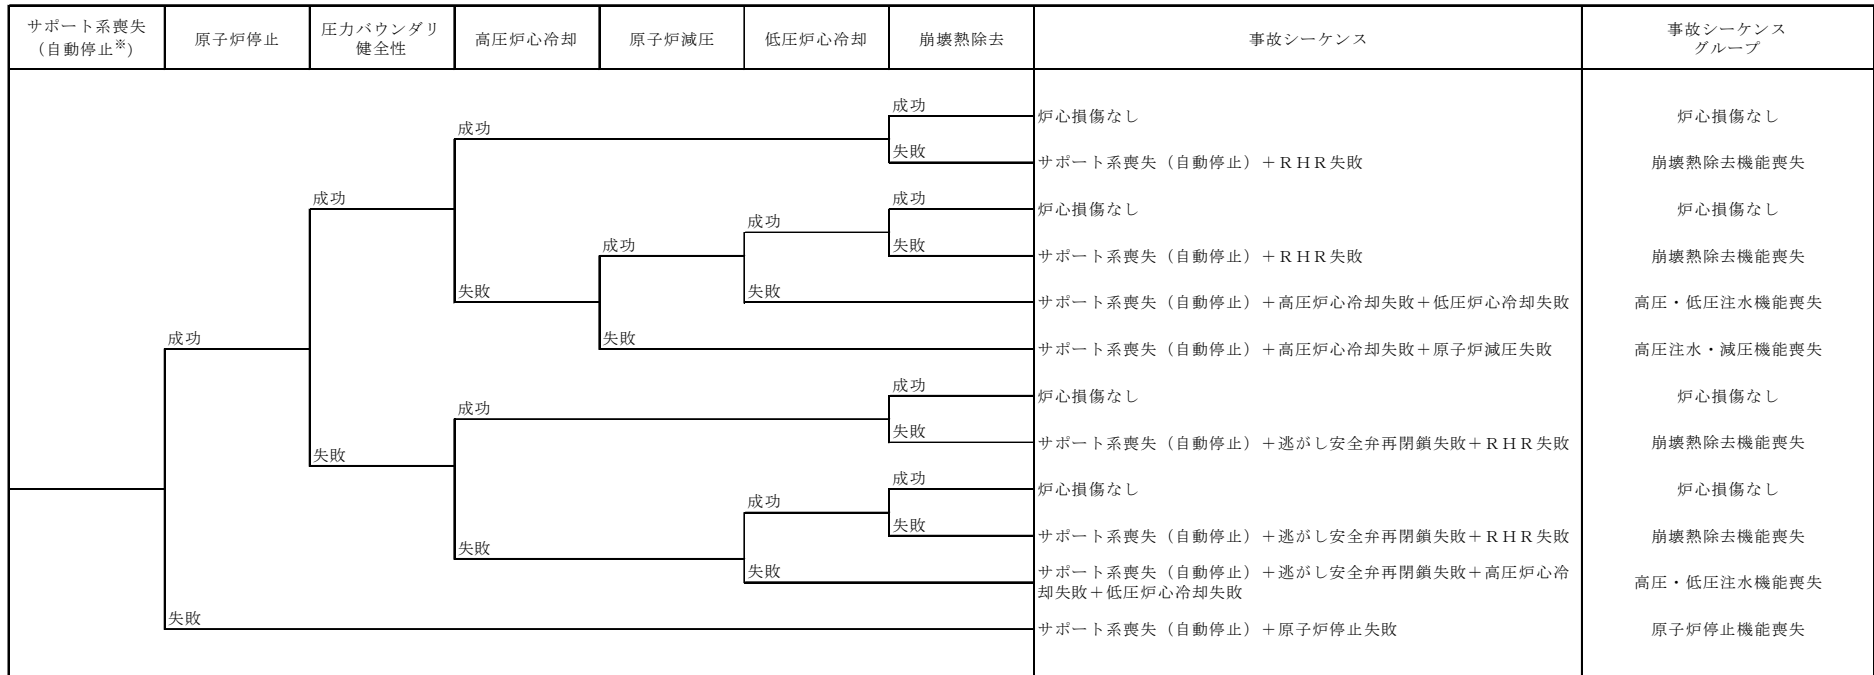 サポート系喪失
(自動停止※)
原子炉停止
圧力バウンダリ
健全性
高圧炉心冷却
原子炉減圧
低圧炉心冷却
崩壊熱除去
事故シーケンス
事故シーケンス
グループ
成功
炉心損傷なし
炉心損傷なし
成功
失敗
サポート系喪失（自動停止）＋ＲＨＲ失敗
崩壊熱除去機能喪失
成功
成功
炉心損傷なし
炉心損傷なし
成功
成功
失敗
サポート系喪失（自動停止）＋ＲＨＲ失敗
崩壊熱除去機能喪失
失敗
失敗
サポート系喪失（自動停止）＋高圧炉心冷却失敗＋低圧炉心冷却失敗
高圧・低圧注水機能喪失
成功
失敗
サポート系喪失（自動停止）＋高圧炉心冷却失敗＋原子炉減圧失敗
高圧注水・減圧機能喪失
成功
炉心損傷なし
炉心損傷なし
成功
失敗
サポート系喪失（自動停止）＋逃がし安全弁再閉鎖失敗＋ＲＨＲ失敗
崩壊熱除去機能喪失
失敗
成功
炉心損傷なし
炉心損傷なし
成功
失敗
サポート系喪失（自動停止）＋逃がし安全弁再閉鎖失敗＋ＲＨＲ失敗
崩壊熱除去機能喪失
失敗
失敗
サポート系喪失（自動停止）＋逃がし安全弁再閉鎖失敗＋高圧炉心冷
却失敗＋低圧炉心冷却失敗
高圧・低圧注水機能喪失
失敗
サポート系喪失（自動停止）＋原子炉停止失敗
原子炉停止機能喪失